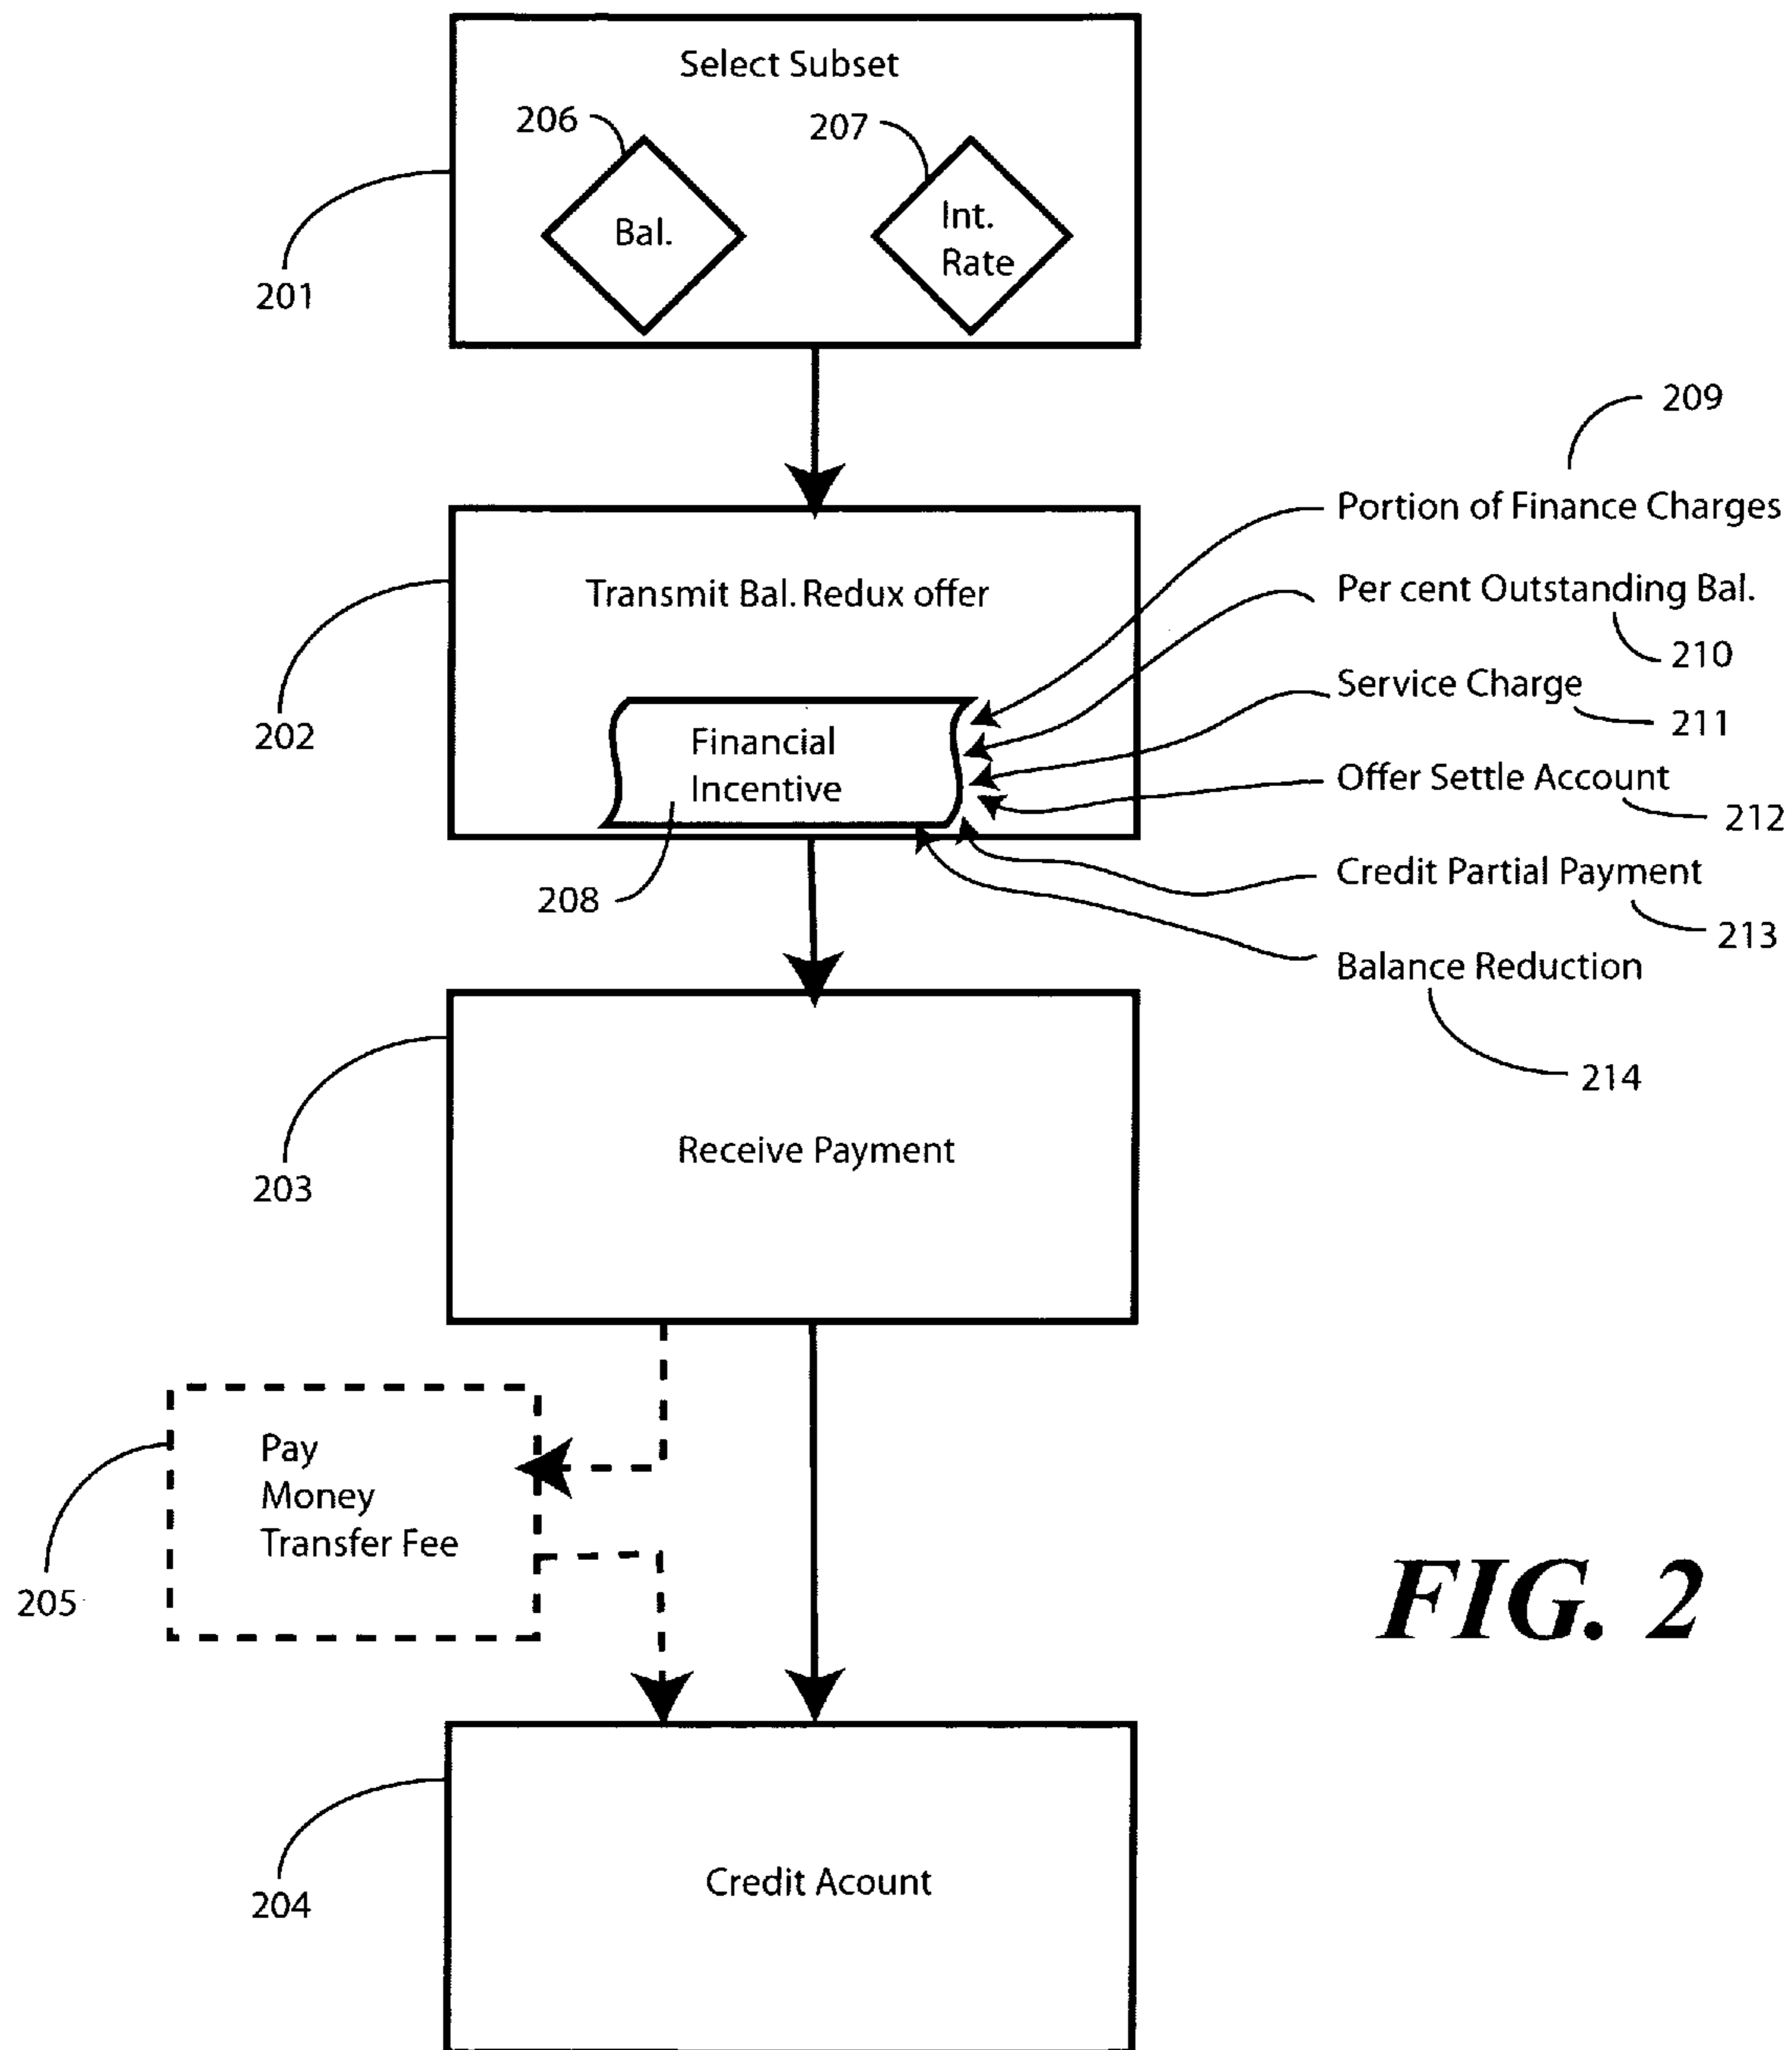 Select Subset
206
207
Bal.
Int.
Rate
201
209
Portion of Finance Charges
Transmit Bal. Redux offer
Per cent Outstanding Bal.
210
Service Charge
211
202
Financial
Incentive
Offer Settle Account
212
208
Credit Partial Payment
213
Balance Reduction
214
Receive Payment
203
Pay
Money
Transfer Fee
205
FIG. 2
Credit Acount
204